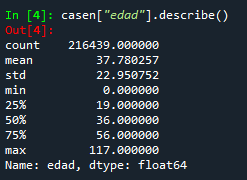 In [4]: casen["edad"].describe()
Out[4]:
count    216439.000000
mean         37.780257
std          22.950752
min           0.000000
25%          19.000000
50%          36.000000
75%          56.000000
max         117.000000
Name: edad, dtype: float64